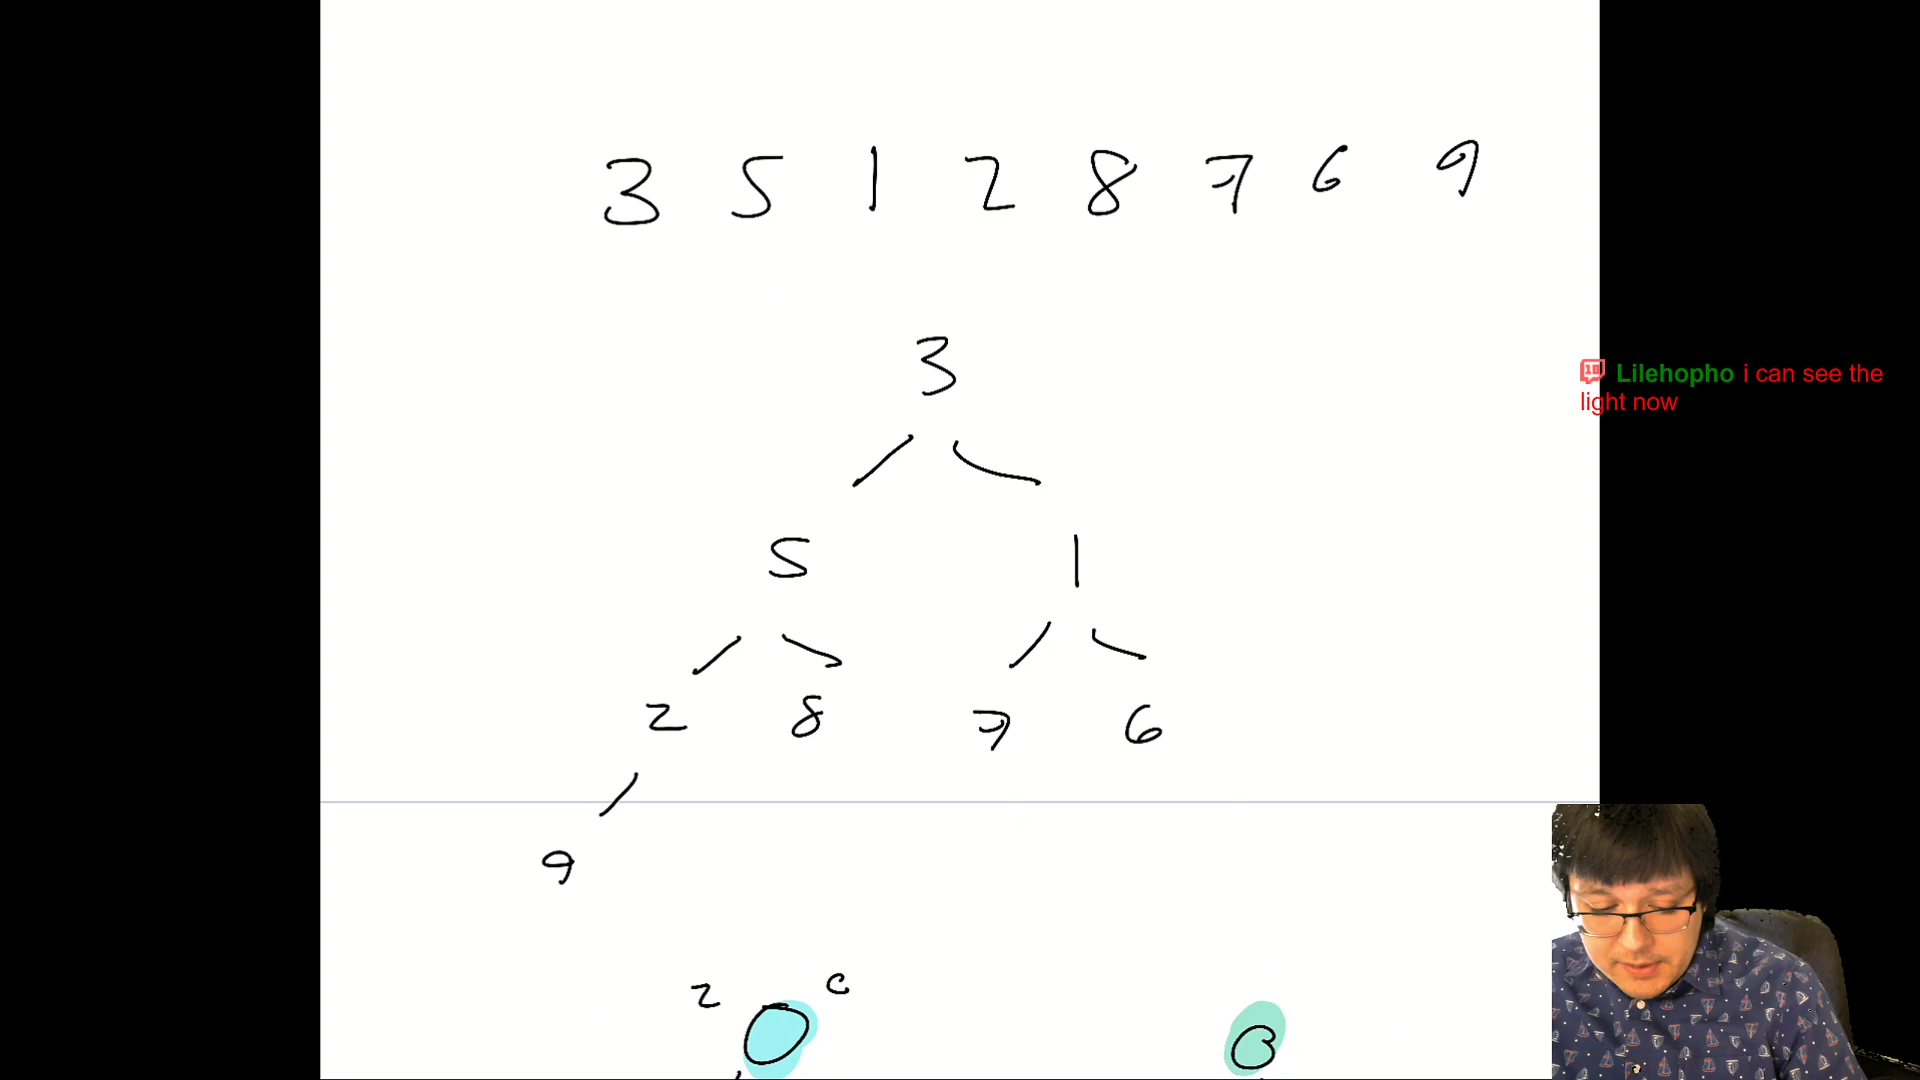 3 5 1 2 8 7 6 9
3
Lilehopho i can see the
light now
5 1
2 8 7 6
9
2